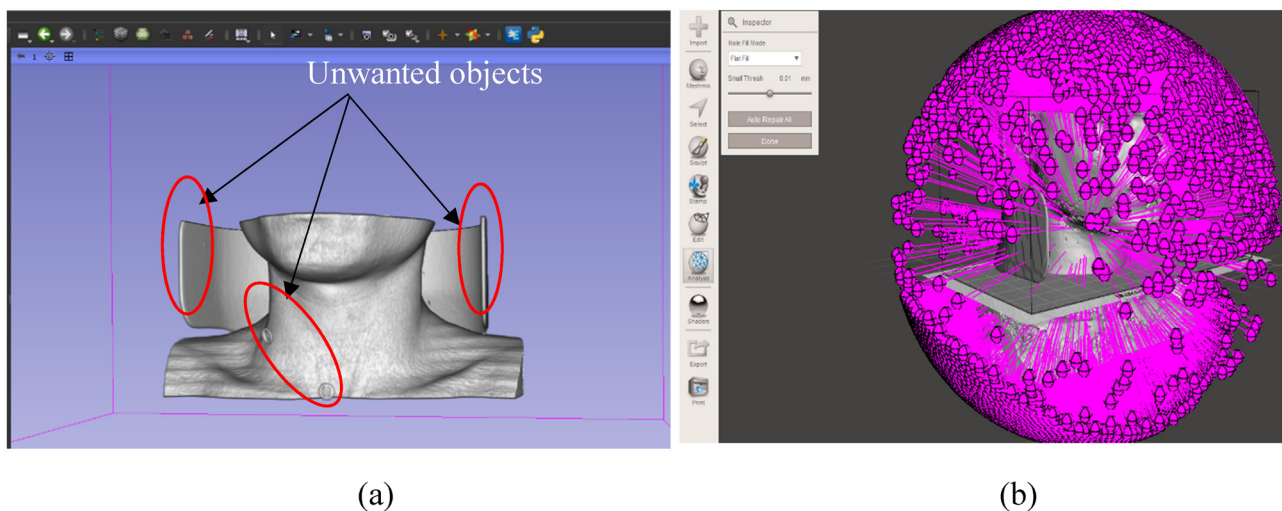 Unwanted objects
1
Import
Meshmix
Select
Sculpt
Stamp
Edit
Analysis
Shaders
Export
Print
Inspector
Hole Fill Mode
Flat Fill
Small Thresh 0.01 mm
Auto Repair All
Done
(a)
(b)